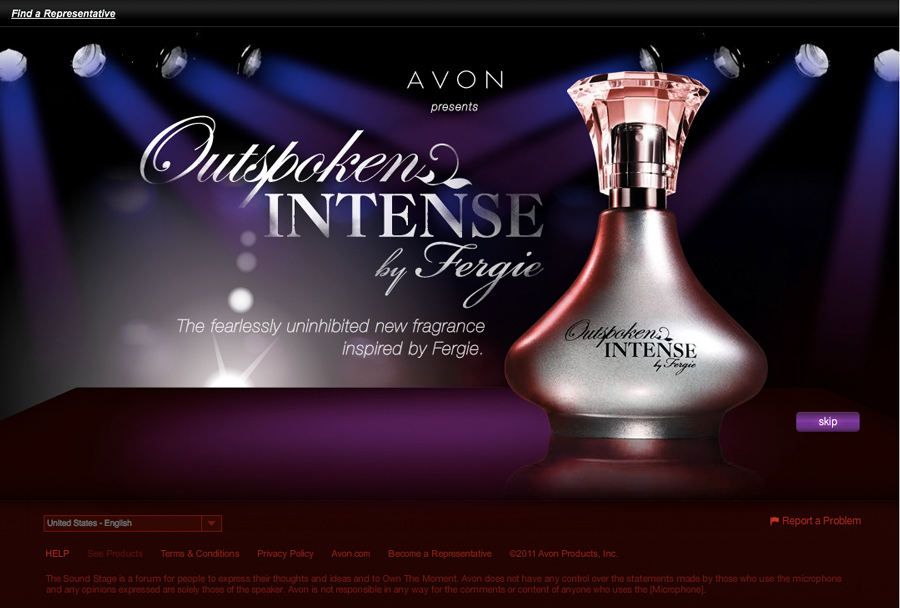 Find a Representative
AVON
presents
Outspoken
INTENSE
by Fergie
The fearlessly uninhibited new fragrance
inspired by Fergie.
Outspoken
INTENSE
by Fergie
skip
United States - English
Report a Problem
HELP See Products Terms & Conditions Privacy Policy Avon.com Become a Representative ©2011 Avon Products, Inc.
The Sound Stage is a forum for people to express their thoughts and ideas and to Own The Moment. Avon does not have any control over the statements made by those who use the microphone
and any opinions expressed are solely those of the speaker. Avon is not responsible in any way for the comments or content of anyone who uses the [Microphone].